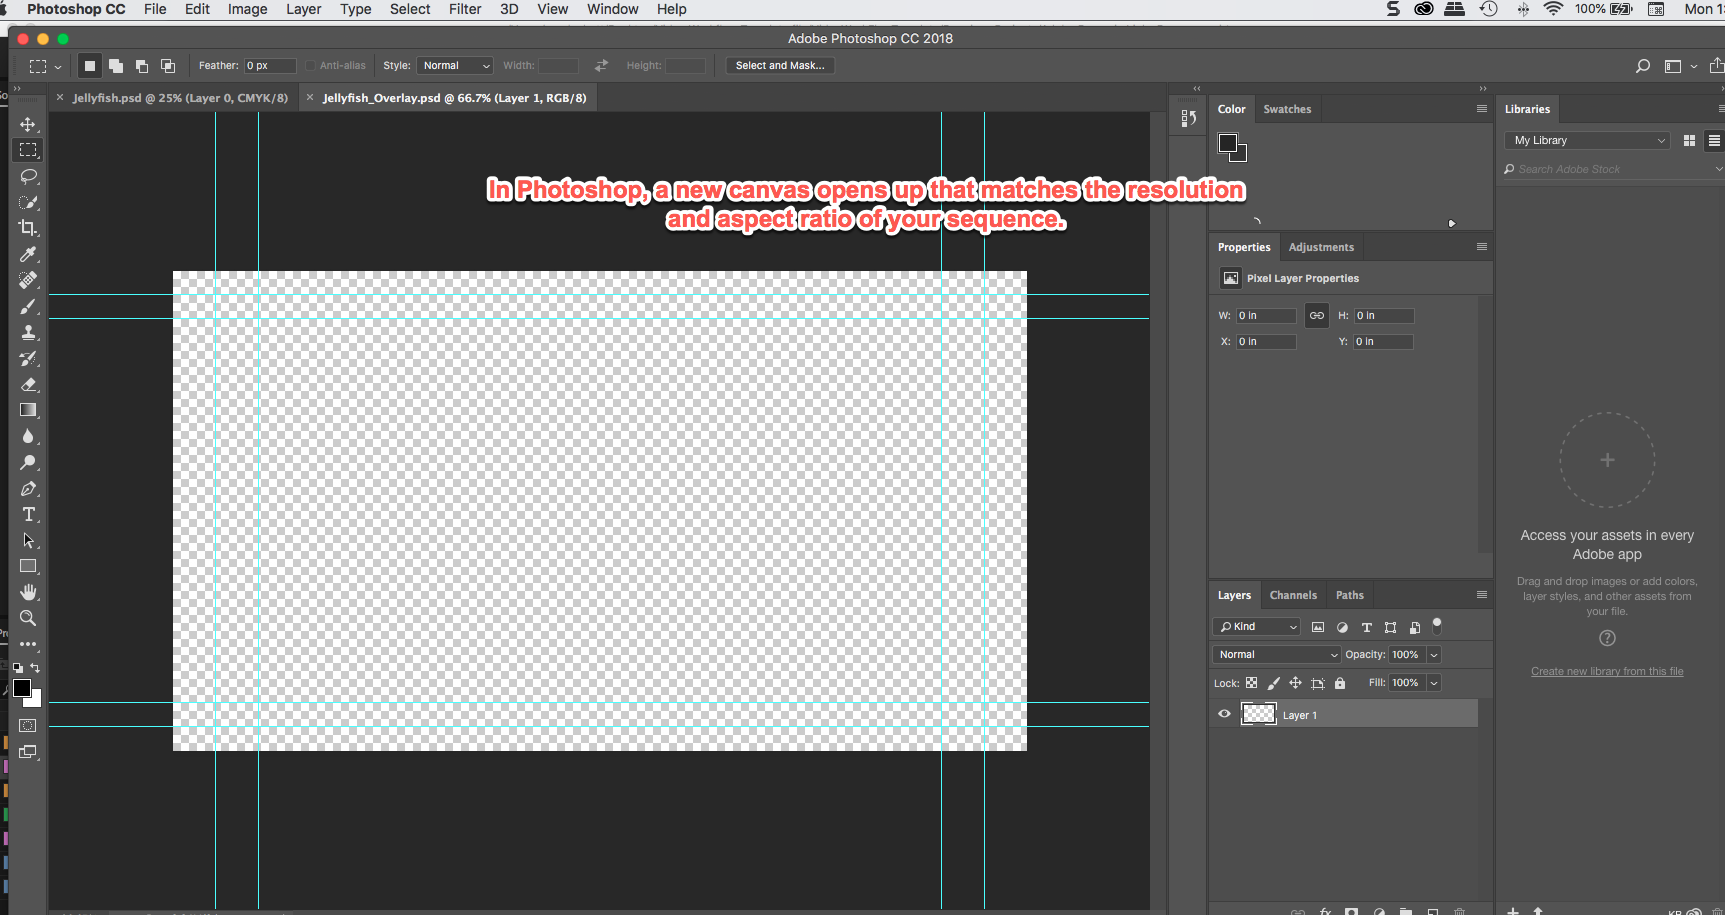 Photoshop CC File Edit Image Layer Type Select Filter 3D View Window Help 100% Mon 1
Adobe Photoshop CC 2018
Feather: 0 px Anti-alias Style: Normal Width: Height: Select and Mask...
× Jellyfish.psd @ 25% (Layer 0, CMYK/8) × Jellyfish_Overlay.psd @ 66.7% (Layer 1, RGB/8)
In Photoshop, a new canvas opens up that matches the resolution
and aspect ratio of your sequence.
Color Swatches
Properties Adjustments
Pixel Layer Properties
W: 0 in H: 0 in
X: 0 in Y: 0 in
Layers Channels Paths
Kind
Normal Opacity: 100%
Lock: Fill: 100%
Layer 1
fx
Libraries
My Library
Search Adobe Stock
Access your assets in every
Adobe app
Drag and drop images or add colors,
layer styles, and other assets from
your file.
Create new library from this file